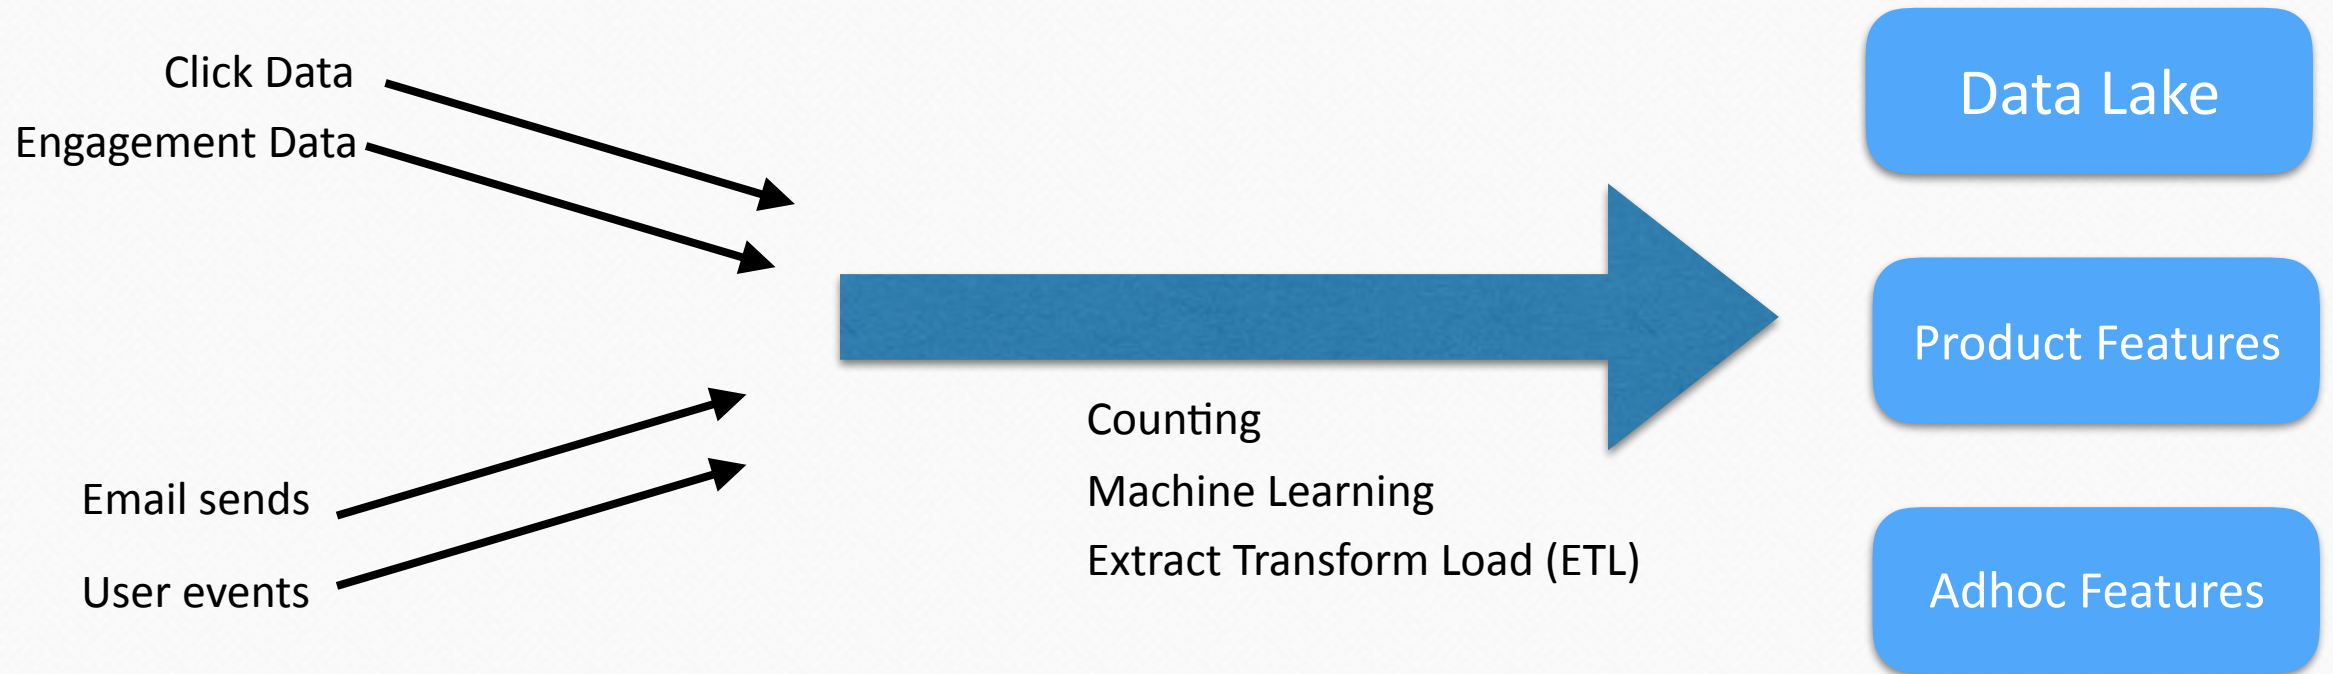 Click Data
Engagement Data
Email sends
User events
Counting
Machine Learning
Extract Transform Load (ETL)
Data Lake
Product Features
Adhoc Features